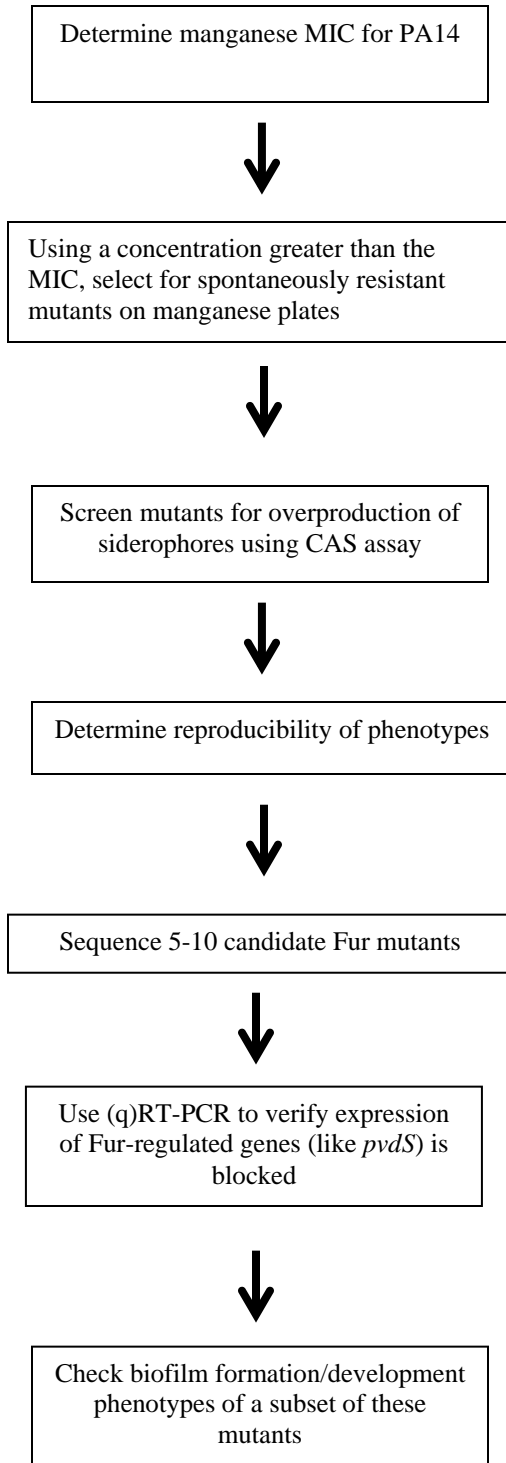 Determine manganese MIC for PA14
Using a concentration greater than the
MIC, select for spontaneously resistant
mutants on manganese plates
Screen mutants for overproduction of
siderophores using CAS assay
Determine reproducibility of phenotypes
Sequence 5-10 candidate Fur mutants
Use (q)RT-PCR to verify expression
of Fur-regulated genes (like pvdS) is
blocked
Check biofilm formation/development
phenotypes of a subset of these
mutants